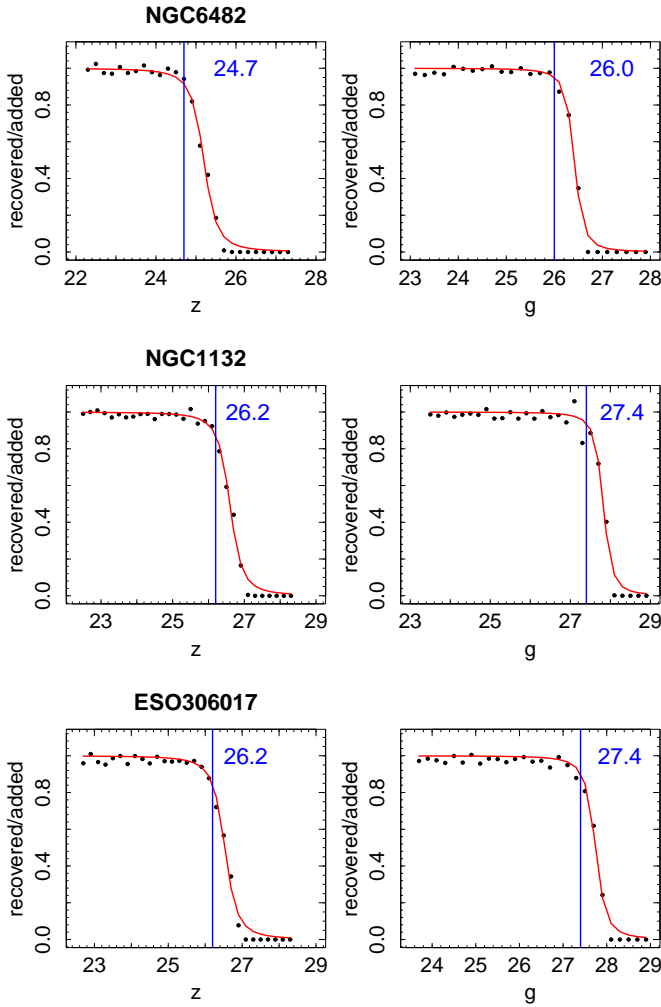 NGC6482
recovered/added
0.0 0.4 0.8
24.7
22 23 24 25 26 27 28
z
recovered/added
0.0 0.4 0.8
26.0
23 24 25 26 27 28 29
g
NGC1132
recovered/added
0.0 0.4 0.8
26.2
23 25 27 29
z
recovered/added
0.0 0.4 0.8
27.4
23 25 27 29
g
ESO306017
recovered/added
0.0 0.4 0.8
26.2
23 25 27 29
z
recovered/added
0.0 0.4 0.8
27.4
24 25 26 27 28 29
g